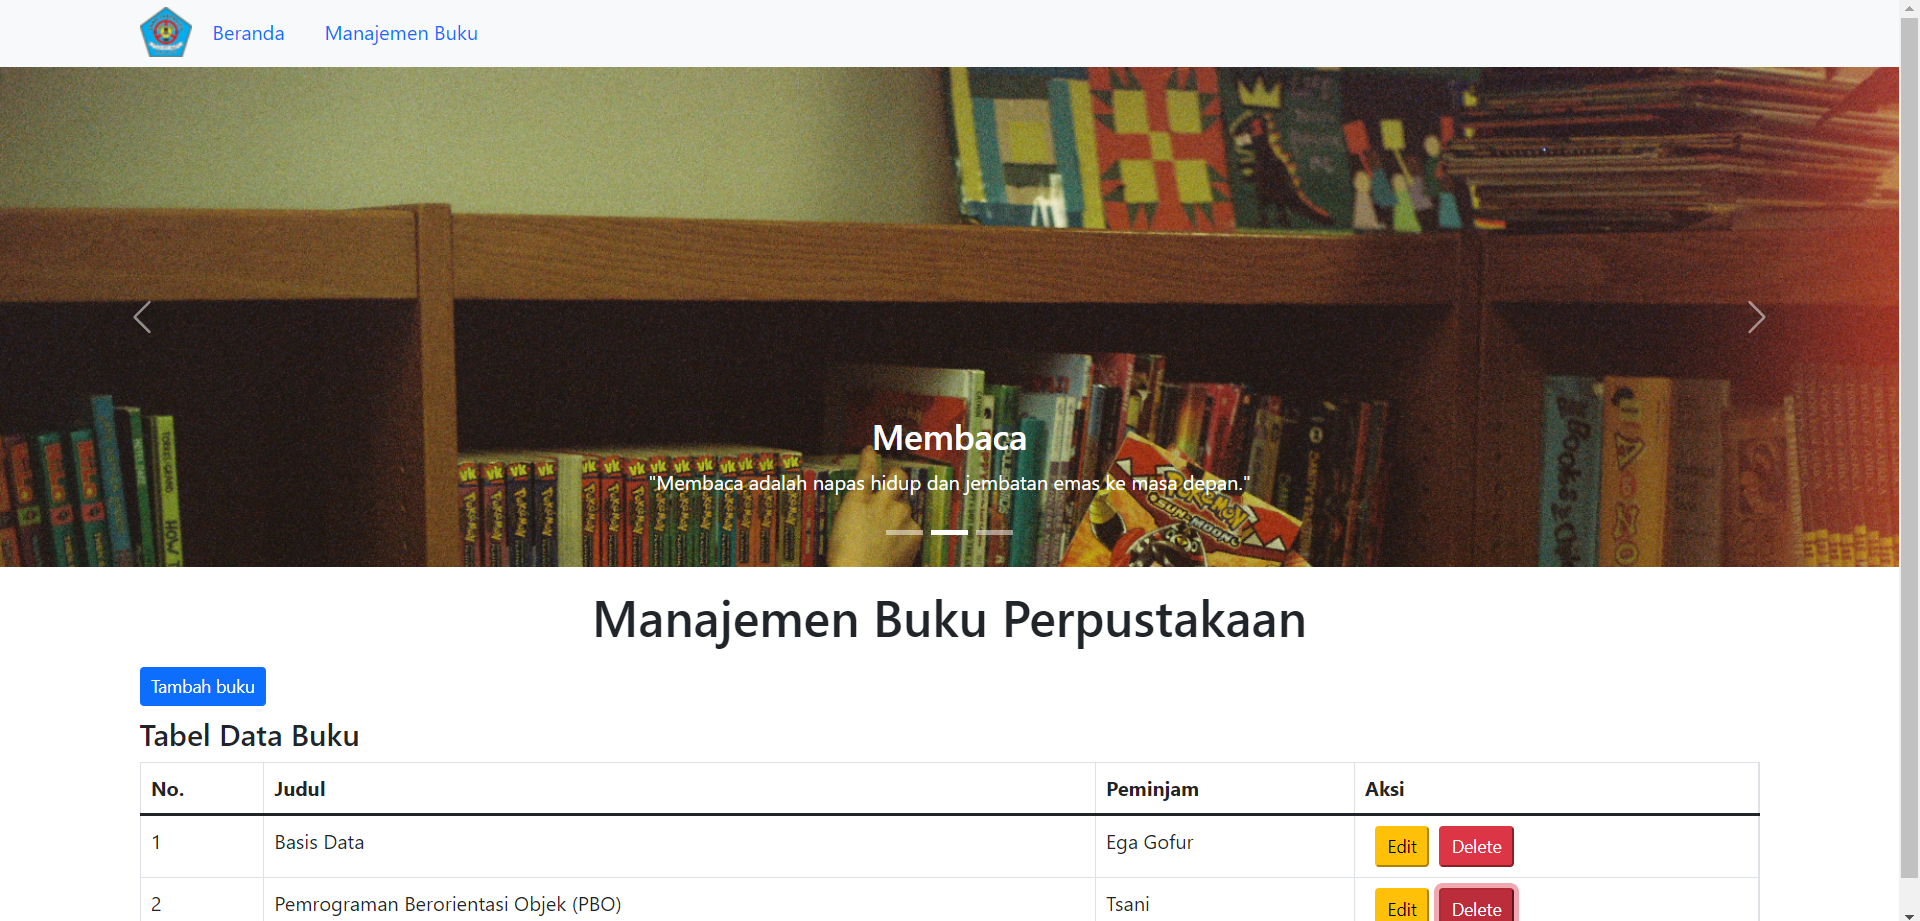 Beranda
Manajemen Buku
Membaca
"Membaca adalah napas hidup dan jembatan emas ke masa depan."
Manajemen Buku Perpustakaan
Tambah buku
Tabel Data Buku
No. Judul Peminjam Aksi
1 Basis Data Ega Gofur Edit Delete
2 Pemrograman Berorientasi Objek (PBO) Tsani Edit Delete